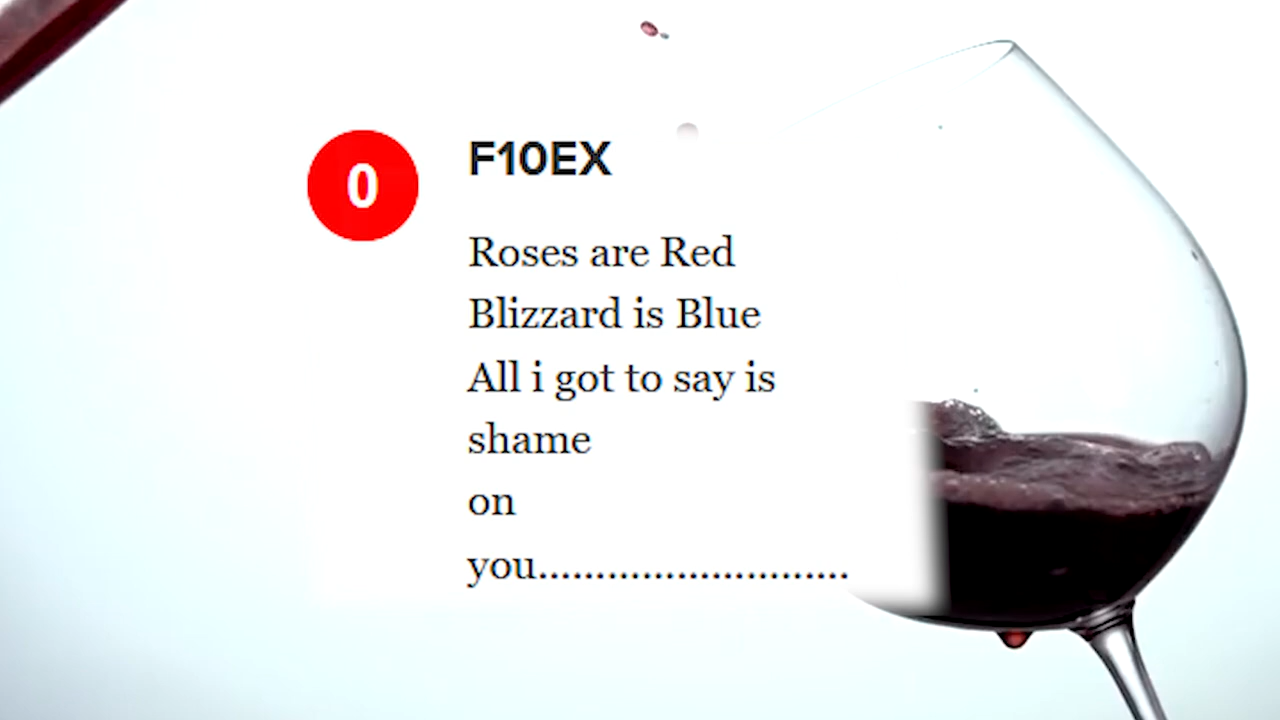 0
F10EX
Roses are Red
Blizzard is Blue
All i got to say is
shame
on
you...........................